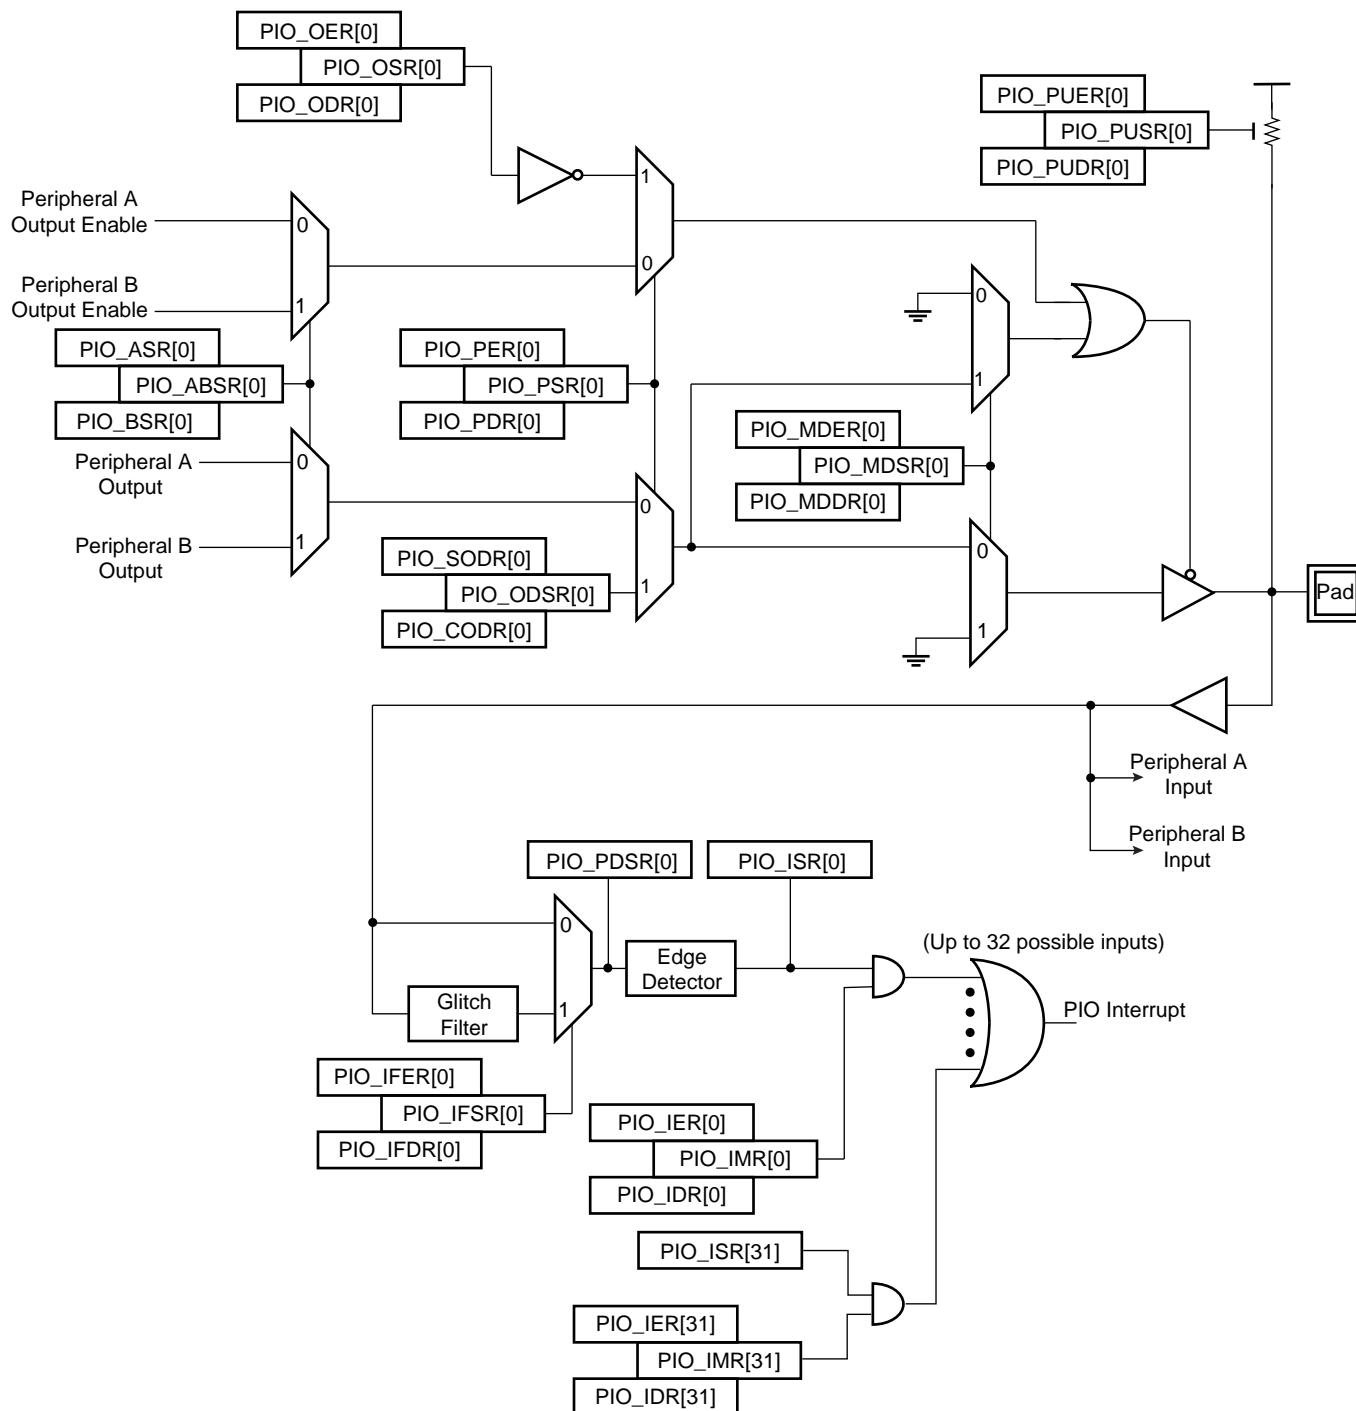 PIO_OER[0]
PIO_OSR[0]
PIO_ODR[0]
PIO_PUER[0]
PIO_PUSR[0]
PIO_PUDR[0]
1
0
Peripheral A
Output Enable
0
Peripheral B
Output Enable
1
0
1
PIO_ASR[0]
PIO_ABSR[0]
PIO_BSR[0]
PIO_PER[0]
PIO_PSR[0]
PIO_PDR[0]
PIO_MDER[0]
PIO_MDSR[0]
PIO_MDDR[0]
Peripheral A
Output
0
Peripheral B
Output
1
0
1
PIO_SODR[0]
PIO_ODSR[0]
PIO_CODR[0]
0
1
Pad
Peripheral A
Input
Peripheral B
Input
PIO_PDSR[0]
PIO_ISR[0]
0
1
Edge
Detector
Glitch
Filter
(Up to 32 possible inputs)
PIO Interrupt
PIO_IFER[0]
PIO_IFSR[0]
PIO_IFDR[0]
PIO_IER[0]
PIO_IMR[0]
PIO_IDR[0]
PIO_ISR[31]
PIO_IER[31]
PIO_IMR[31]
PIO_IDR[31]